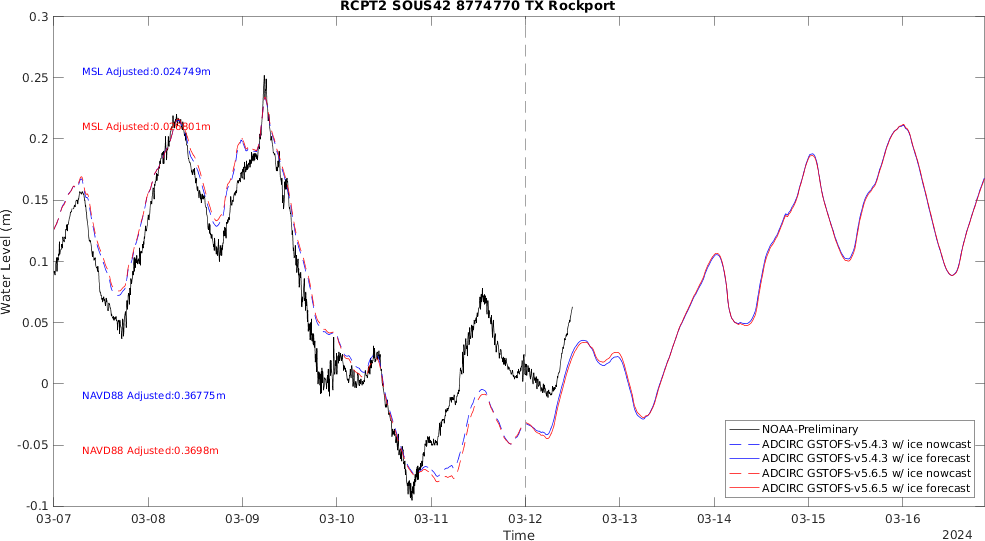 RCPT2 SOUS42 8774770 TX Rockport
0.3
0.25
0.2
0.15
0.1
0.05
0
-0.05
-0.1
Water Level (m)
MSL Adjusted:0.024749m
MSL Adjusted:
NAVD88 Adjusted:0.36775m
NAVD88 Adjusted:0.3698m
NOAA-Preliminary
ADCIRC GSTOFS-v5.4.3 w/ ice nowcast
ADCIRC GSTOFS-v5.4.3 w/ ice forecast
ADCIRC GSTOFS-v5.6.5 w/ ice nowcast
ADCIRC GSTOFS-v5.6.5 w/ ice forecast
03-07 03-08 03-09 03-10 03-11 03-12 03-13 03-14 03-15 03-16
Time
2024